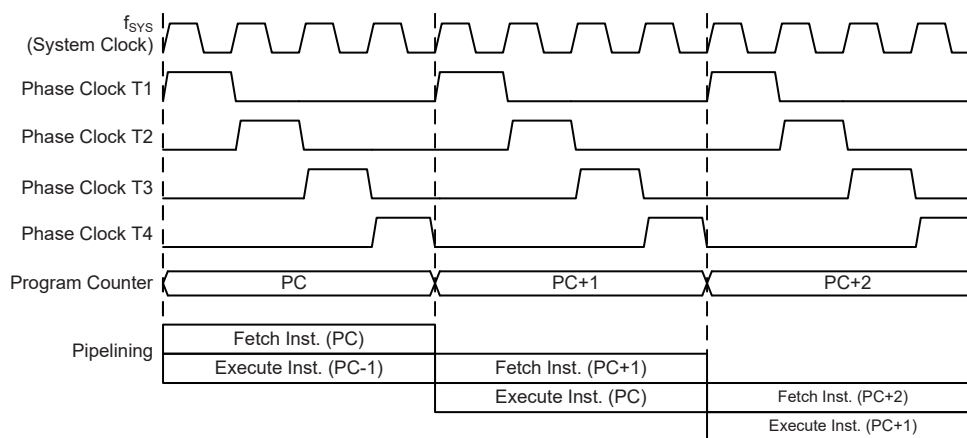 fSYS
(System Clock)
Phase Clock T1
Phase Clock T2
Phase Clock T3
Phase Clock T4
Program Counter PC PC+1 PC+2
Pipelining
Fetch Inst. (PC)
Execute Inst. (PC-1) Fetch Inst. (PC+1)
Execute Inst. (PC) Fetch Inst. (PC+2)
Execute Inst. (PC+1)